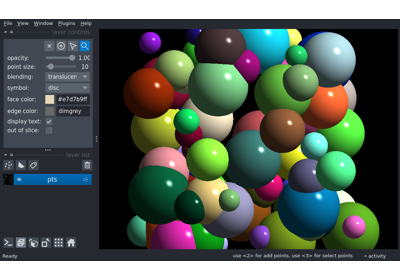 File View Window Plugins Help
layer controls
opacity: 1.00
point size: 10
blending: translucen
symbol: disc
face color: #e7d7b9ff
edge color: dimgrey
display text:
out of slice:
layer list
pts
Ready
use <2> for add points, use <3> for select points
activity